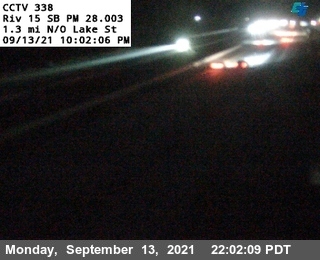 CCTV 338
Riv 15 SB PM 28.003
1.3 mi N/O Lake St
09/13/21 10:02:06 PM
Monday, September 13, 2021 22:02:09 PDT